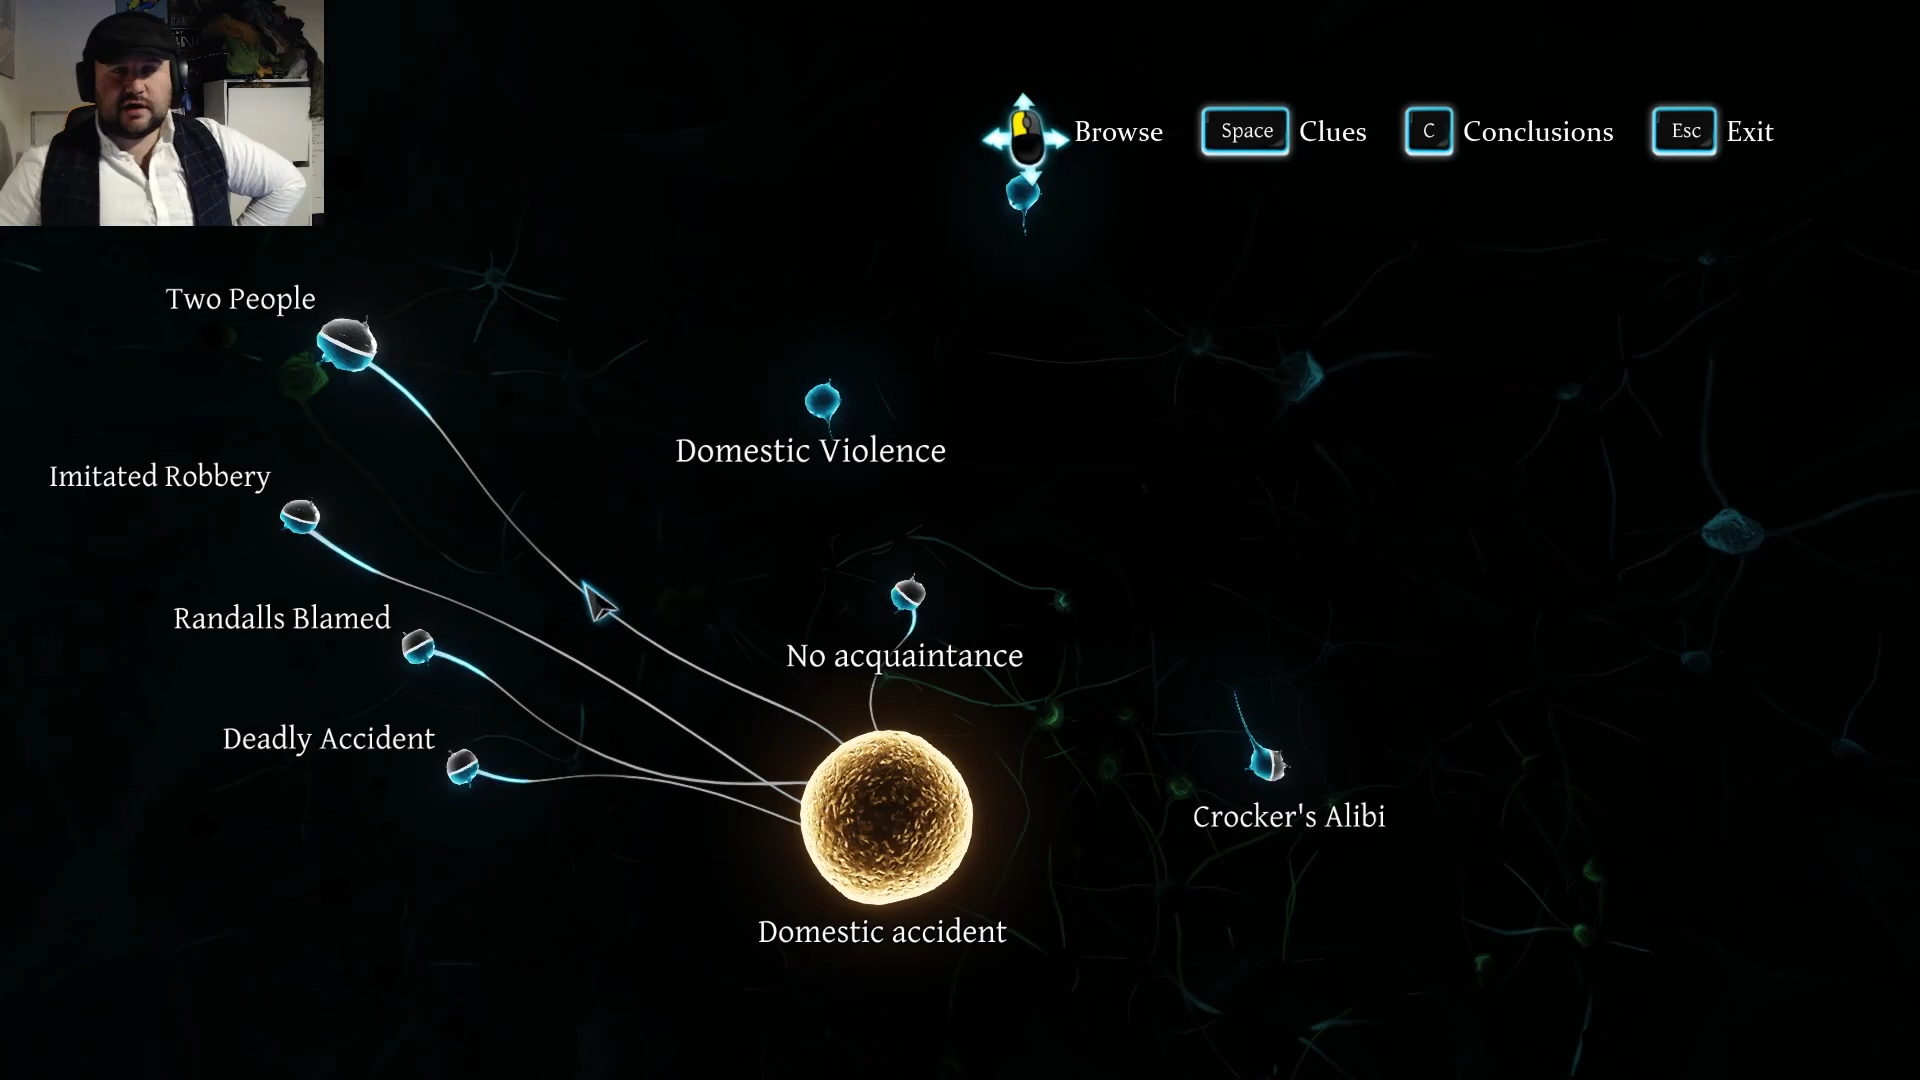 Browse
Space
Clues
C
Conclusions
Esc
Exit
Two People
Domestic Violence
Imitated Robbery
Randalls Blamed
No acquaintance
Deadly Accident
Crocker's Alibi
Domestic accident